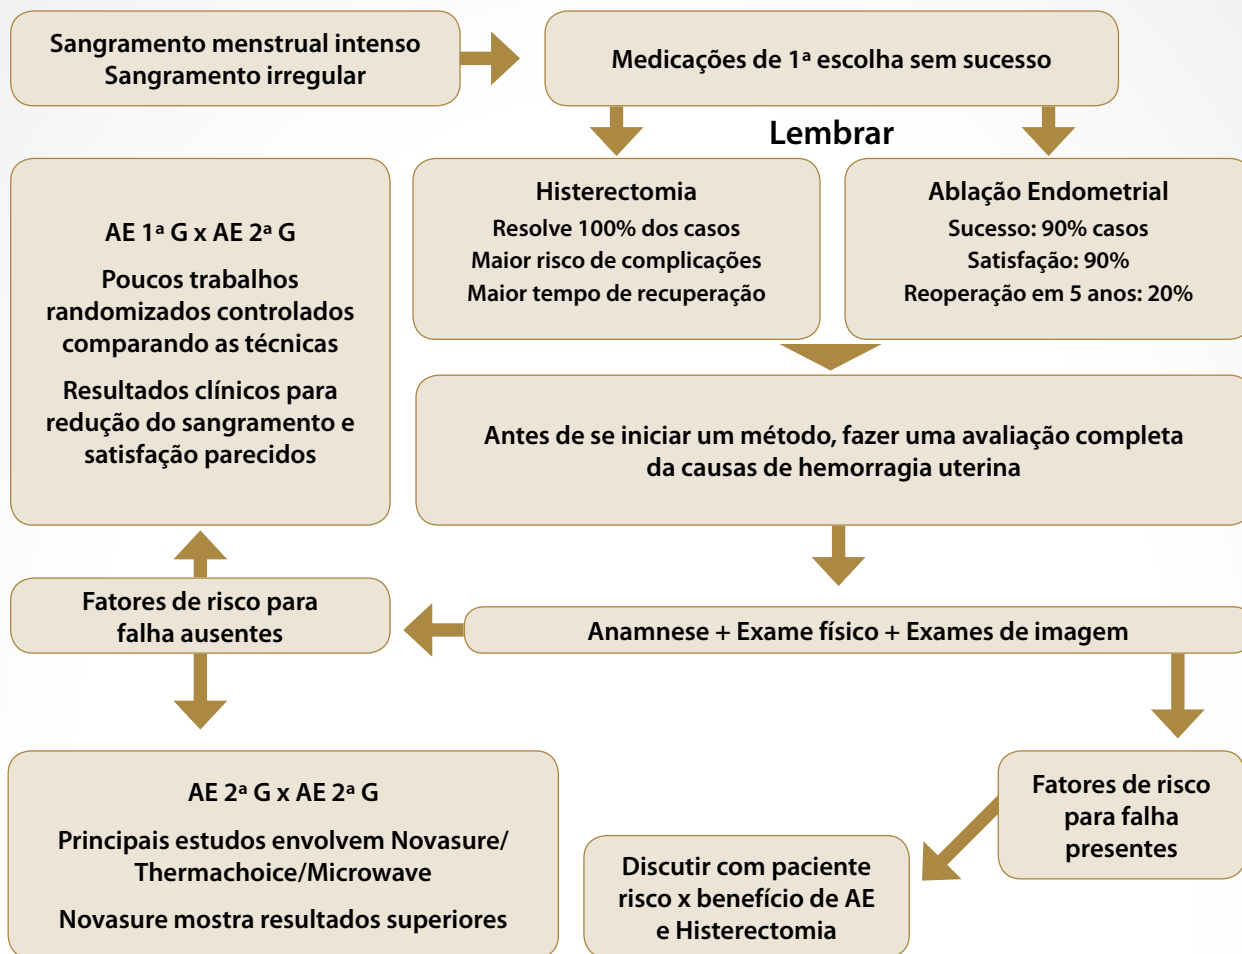 Sangramento menstrual intenso
Sangramento irregular
Medicações de 1ª escolha sem sucesso
Lembrar
Histerectomia
Resolve 100% dos casos
Maior risco de complicações
Maior tempo de recuperação
Ablação Endometrial
Sucesso: 90% casos
Satisfação: 90%
Reoperação em 5 anos: 20%
AE 1ª G x AE 2ª G
Poucos trabalhos
randomizados controlados
comparando as técnicas
Resultados clínicos para
redução do sangramento e
satisfação parecidos
Antes de se iniciar um método, fazer uma avaliação completa
da causas de hemorragia uterina
Fatores de risco para
falha ausentes
Anamnese + Exame físico + Exames de imagem
AE 2ª G x AE 2ª G
Principais estudos envolvem Novasure/
Thermachoice/Microwave
Novasure mostra resultados superiores
Discutir com paciente
risco x benefício de AE
e Histerectomia
Fatores de risco
para falha
presentes